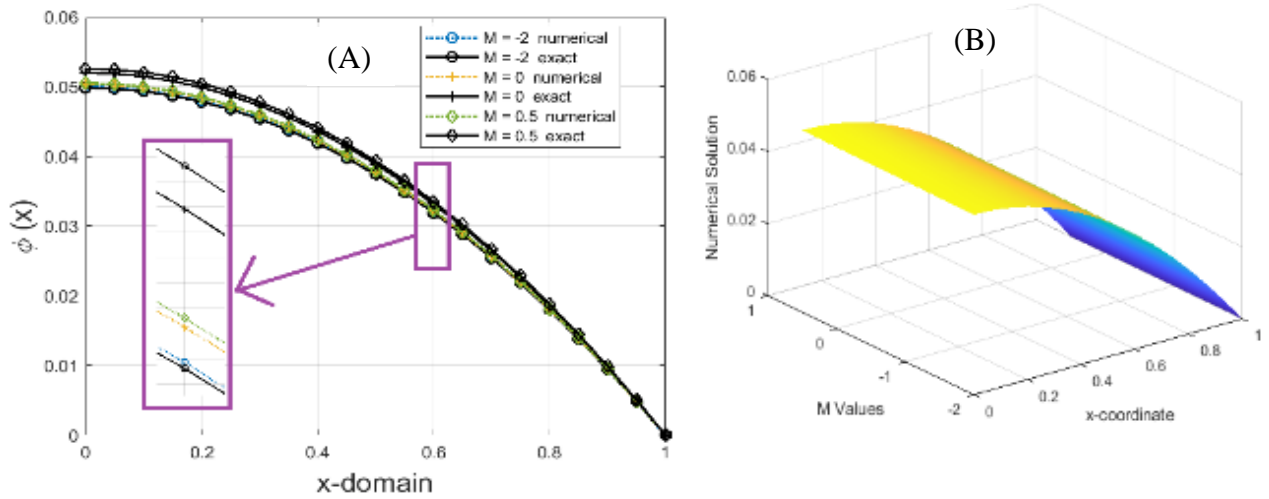 (A)
M = -2 numerical
M = -2 exact
M = 0 numerical
M = 0 exact
M = 0.5 numerical
M = 0.5 exact
0.06
0.05
0.04
0.03
0.02
0.01
0
ϕ (x)
0 0.2 0.4 0.6 0.8 1
x-domain
(B)
0.06
0.04
0.02
0
Numerical Solution
1
0
-1
-2
M Values
0
0.2
0.4
0.6
0.8
1
x-coordinate